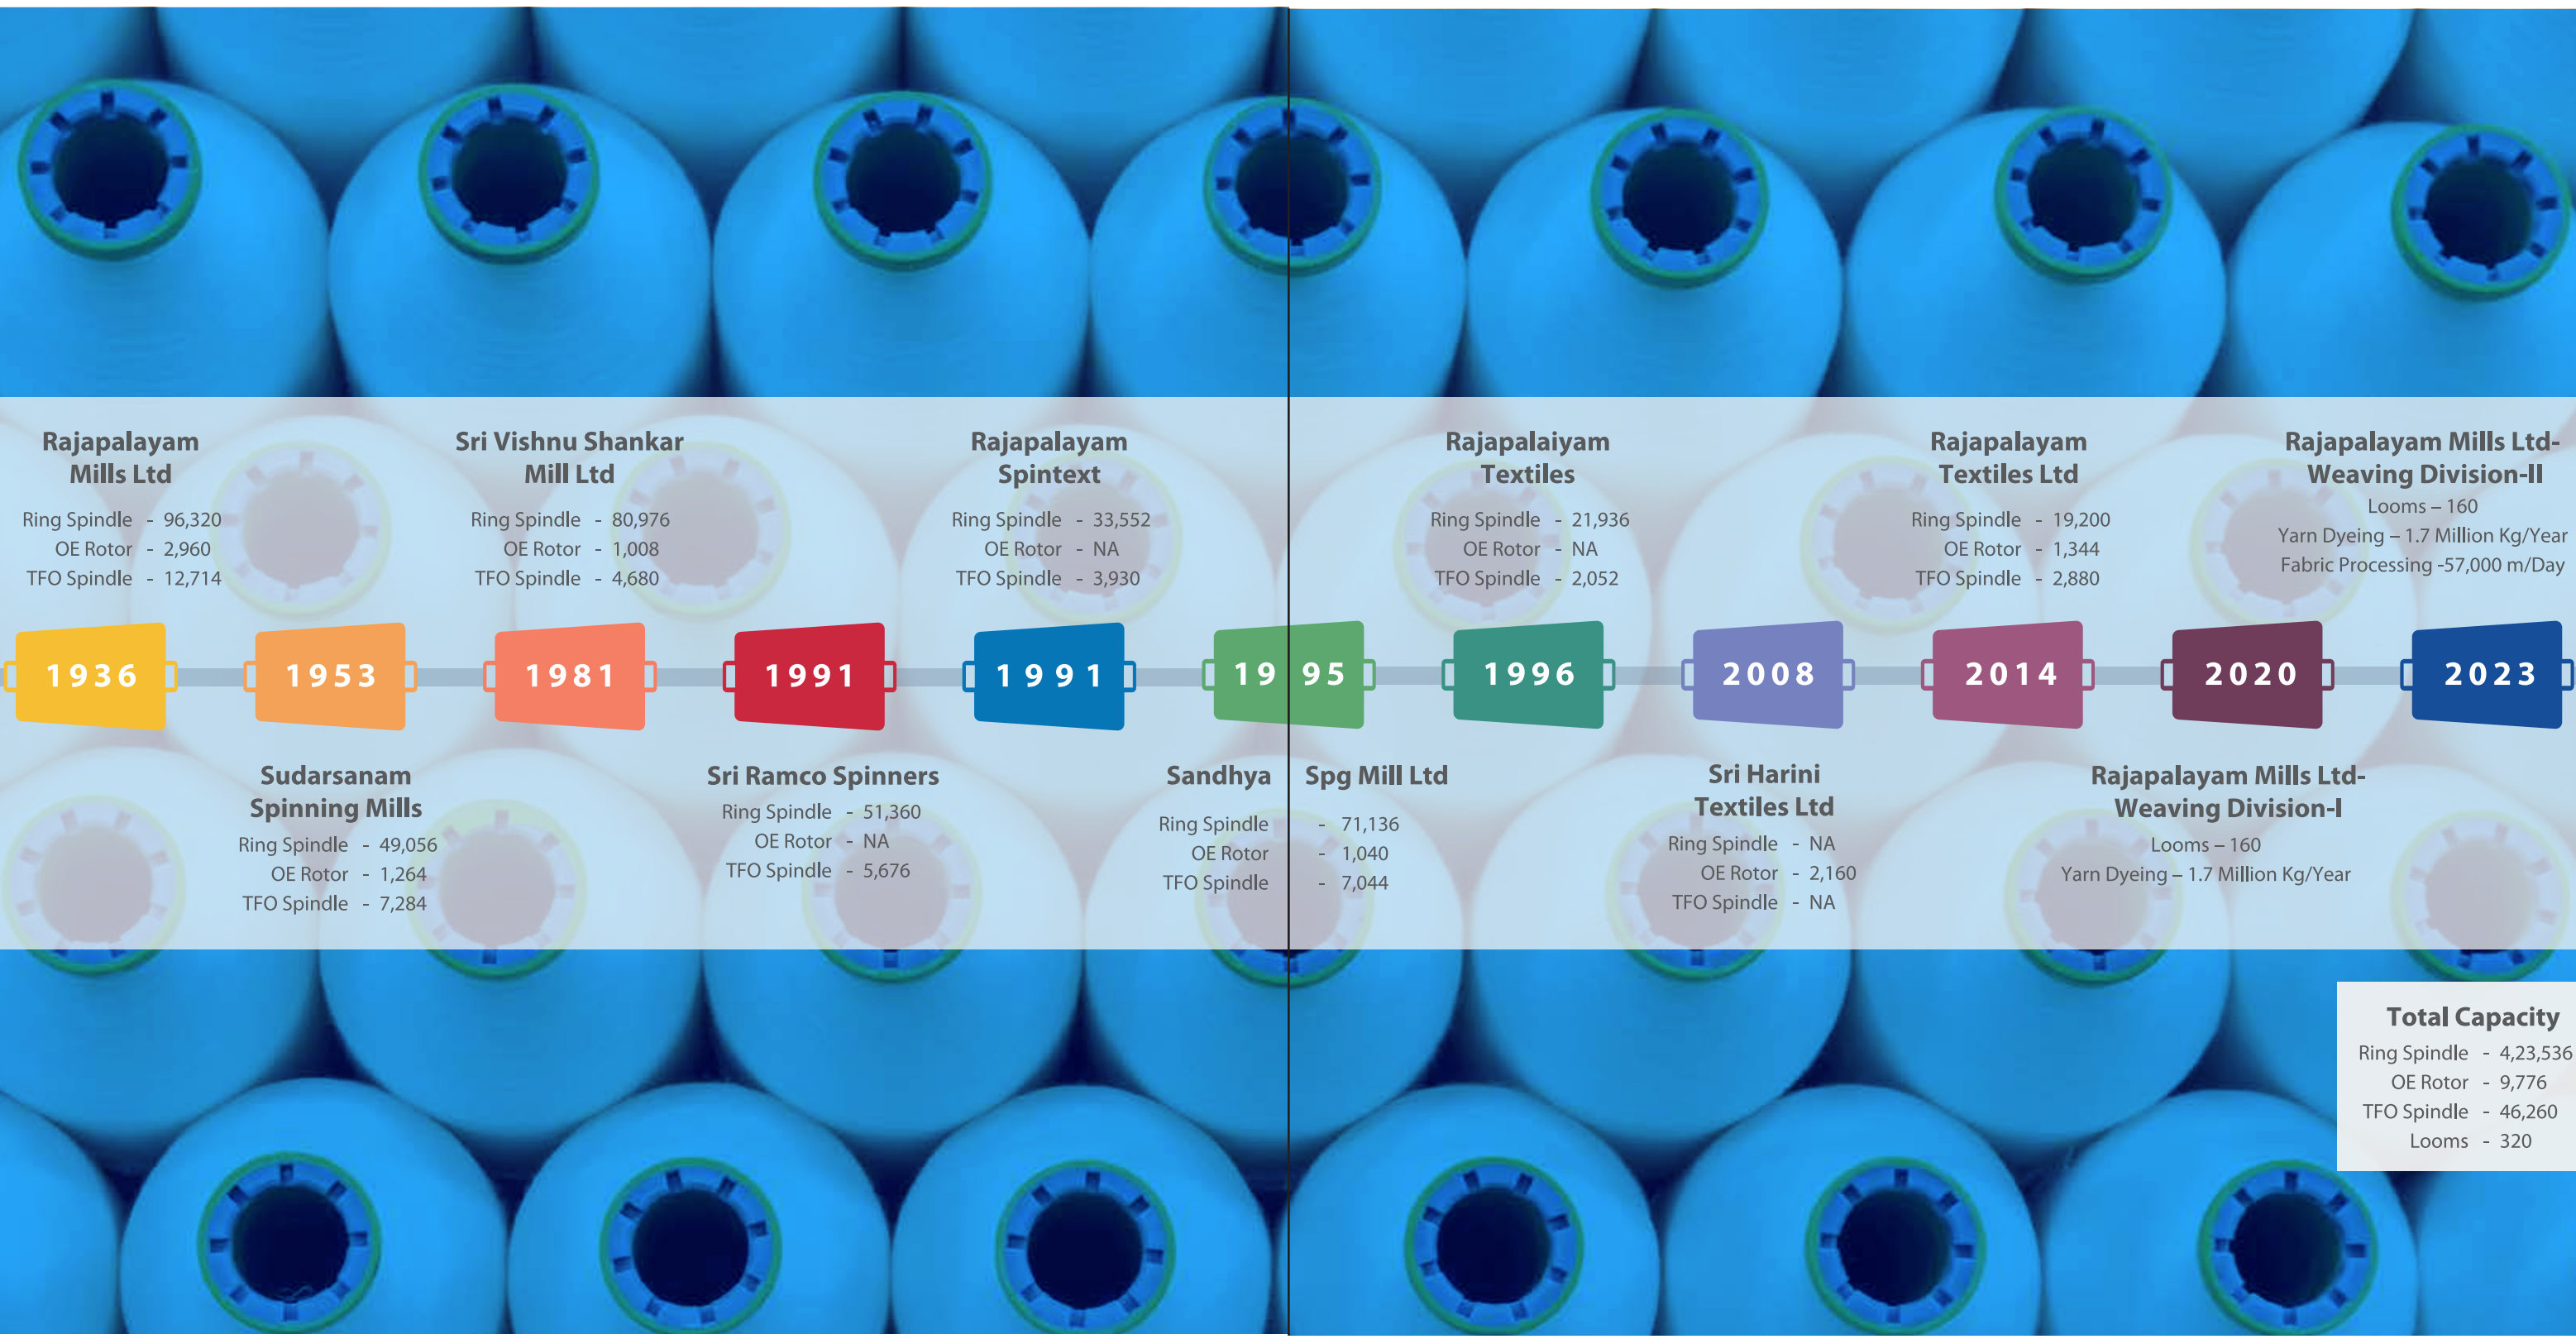 Rajapalayam
Mills Ltd
Ring Spindle - 96,320
OE Rotor - 2,960
TFO Spindle - 12,714
Sri Vishnu Shankar
Mill Ltd
Ring Spindle - 80,976
OE Rotor - 1,008
TFO Spindle - 4,680
Rajapalayam
Spintext
Ring Spindle - 33,552
OE Rotor - NA
TFO Spindle - 3,930
Rajapalaiyam
Textiles
Ring Spindle - 21,936
OE Rotor - NA
TFO Spindle - 2,052
Rajapalayam
Textiles Ltd
Ring Spindle - 19,200
OE Rotor - 1,344
TFO Spindle - 2,880
Rajapalayam Mills Ltd-
Weaving Division-II
Looms – 160
Yarn Dyeing – 1.7 Million Kg/Year
Fabric Processing -57,000 m/Day
1936
1953
1981
1991
1991
1995
1996
2008
2014
2020
2023
Sudarsanam
Spinning Mills
Ring Spindle - 49,056
OE Rotor - 1,264
TFO Spindle - 7,284
Sri Ramco Spinners
Ring Spindle - 51,360
OE Rotor - NA
TFO Spindle - 5,676
Sandhya Spg Mill Ltd
Ring Spindle - 71,136
OE Rotor - 1,040
TFO Spindle - 7,044
Sri Harini
Textiles Ltd
Ring Spindle - NA
OE Rotor - 2,160
TFO Spindle - NA
Rajapalayam Mills Ltd-
Weaving Division-I
Looms – 160
Yarn Dyeing – 1.7 Million Kg/Year
Total Capacity
Ring Spindle - 4,23,536
OE Rotor - 9,776
TFO Spindle - 46,260
Looms - 320